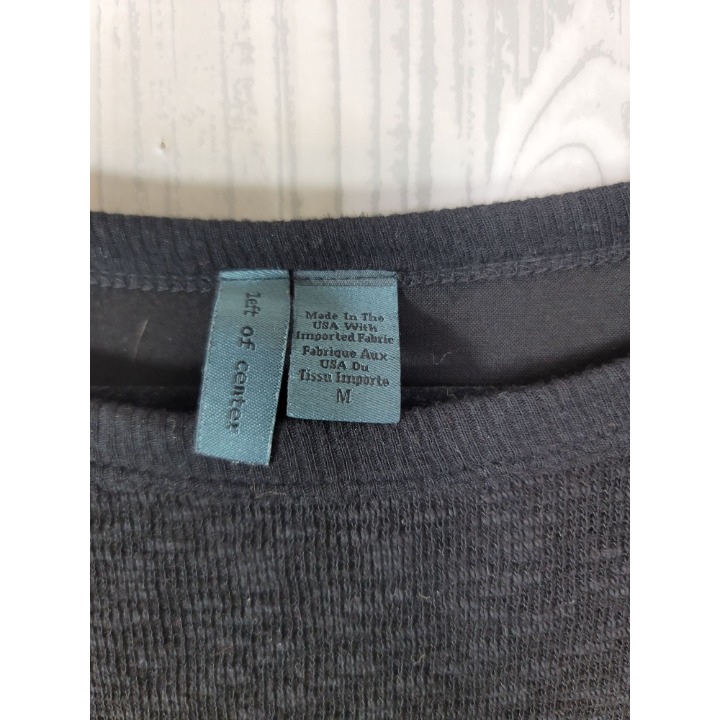 left of center
Made In The
USA With
Imported Fabric
Fabrique Aux
USA Du
Tissu Importe
M